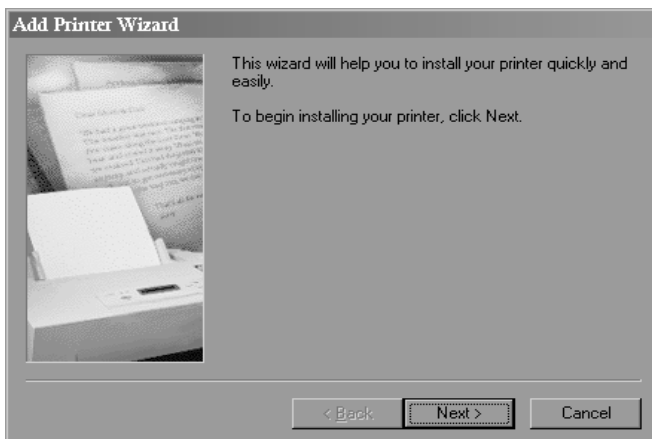 Add Printer Wizard
This wizard will help you to install your printer quickly and
easily.
To begin installing your printer, click Next.
< Back
Next >
Cancel